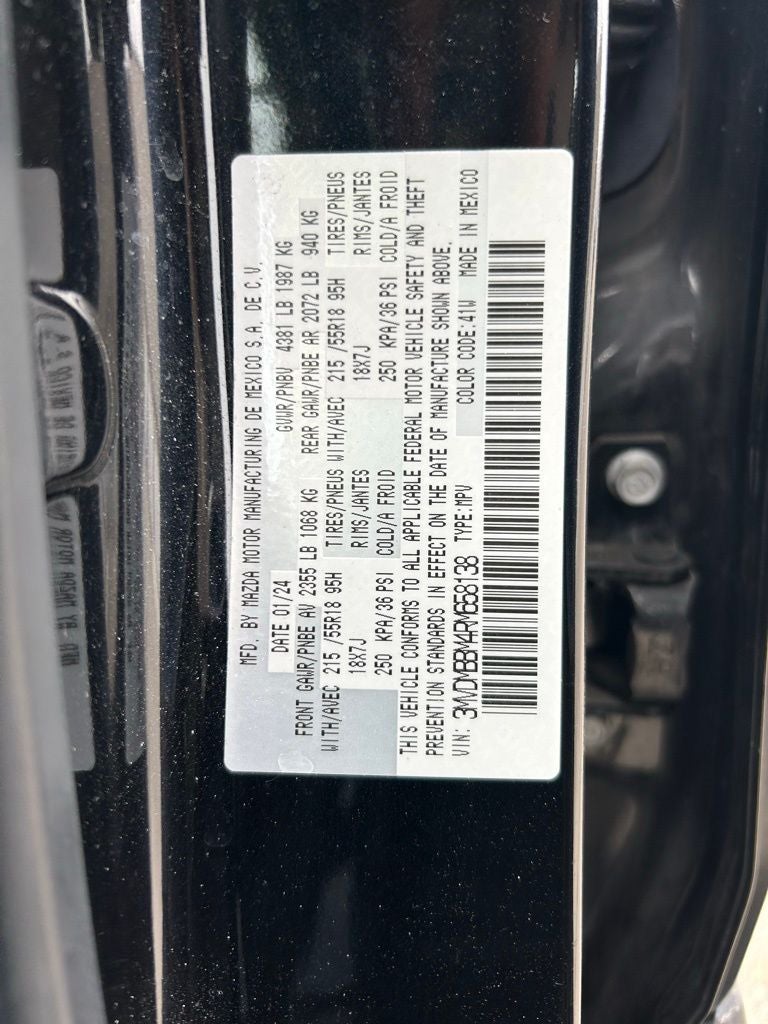 MFD. BY MAZDA MOTOR MANUFACTURING DE MEXICO S.A. DE C.V.
DATE 01/24 GVWR/PNBV 4381 LB 1987 KG
FRONT GAWR/PNBE AV 2355 LB 1068 KG REAR GAWR/PNBE AR 2072 LB 940 KG
WITH/AVEC 215 /55R18 95H TIRES/PNEUS WITH/AVEC 215 /55R18 95H TIRES/PNEUS
18X7J RIMS/JANTES 18X7J RIMS/JANTES
250 KPA/36 PSI COLD/A FROID 250 KPA/36 PSI COLD/A FROID
THIS VEHICLE CONFORMS TO ALL APPLICABLE FEDERAL MOTOR VEHICLE SAFETY AND THEFT
PREVENTION STANDARDS IN EFFECT ON THE DATE OF MANUFACTURE SHOWN ABOVE.
VIN: 3MVDMBBM4RM658138 TYPE:MPV COLOR CODE:41W MADE IN MEXICO